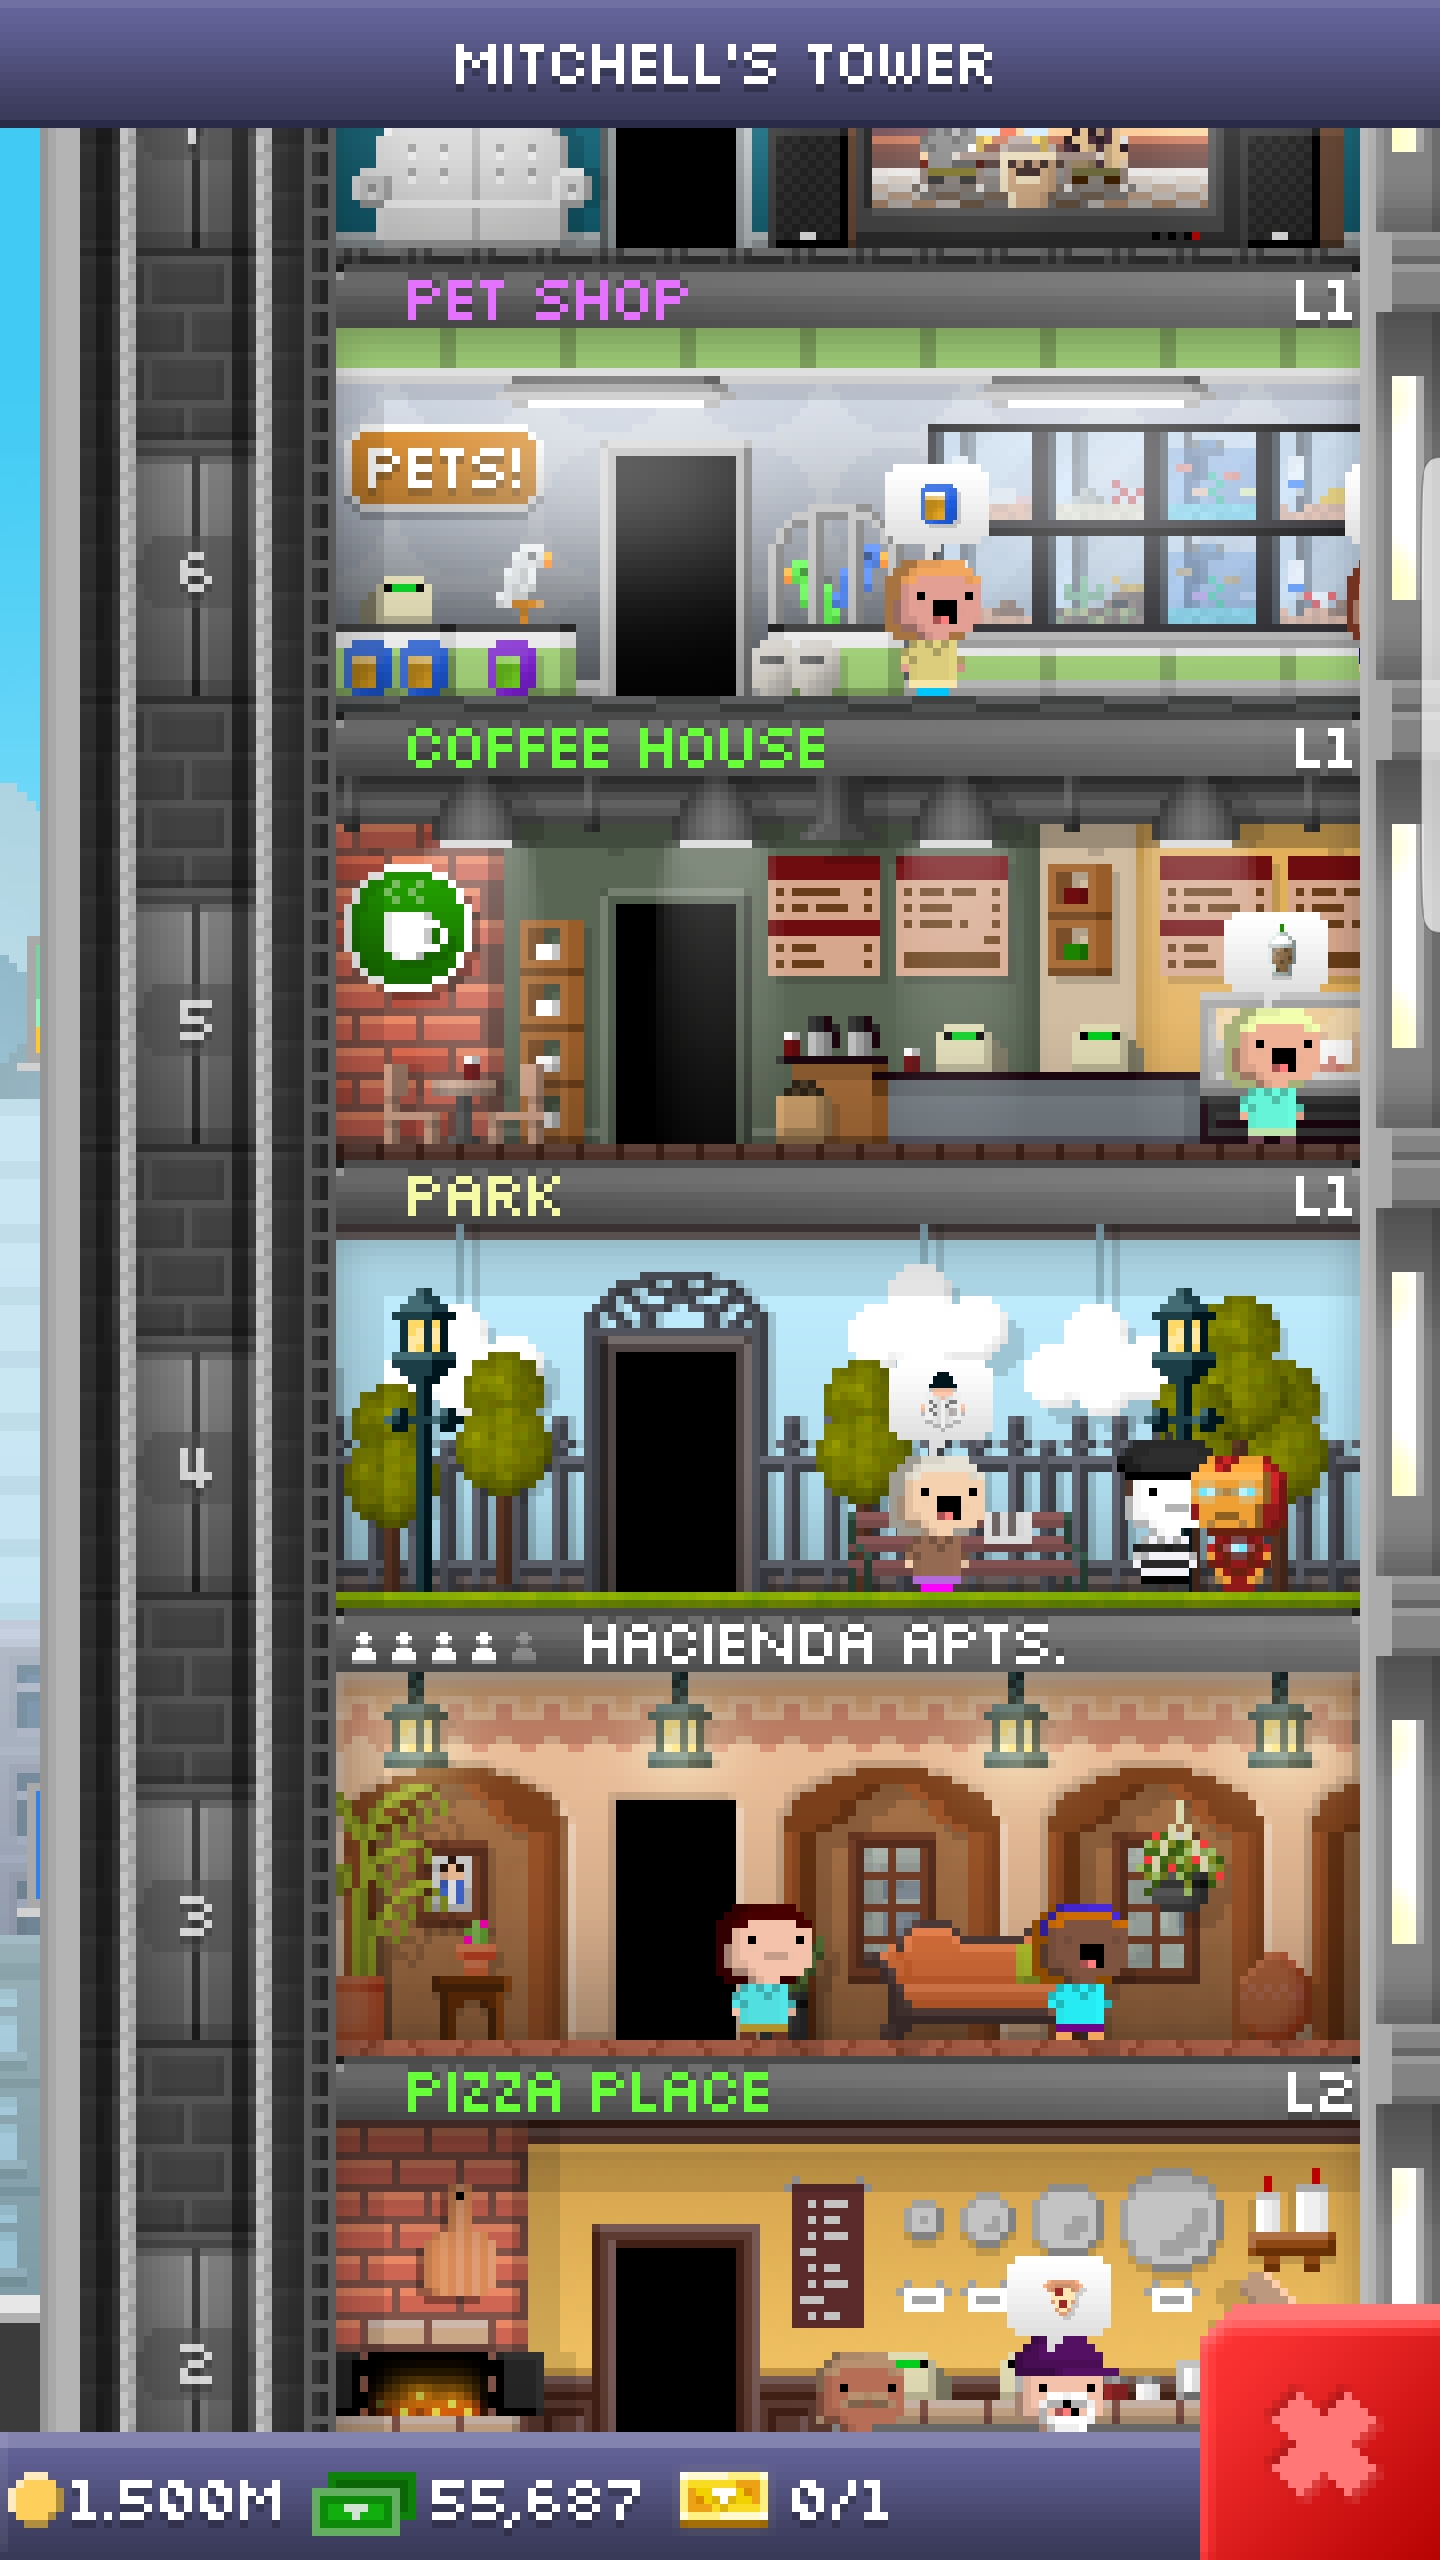 MITCHELL'S TOWER
PET SHOP L1
PETS!
6
COFFEE HOUSE L1
5
PARK L1
4
HACIENDA APTS.
3
PIZZA PLACE L2
2
1.500M 55,687 0/1